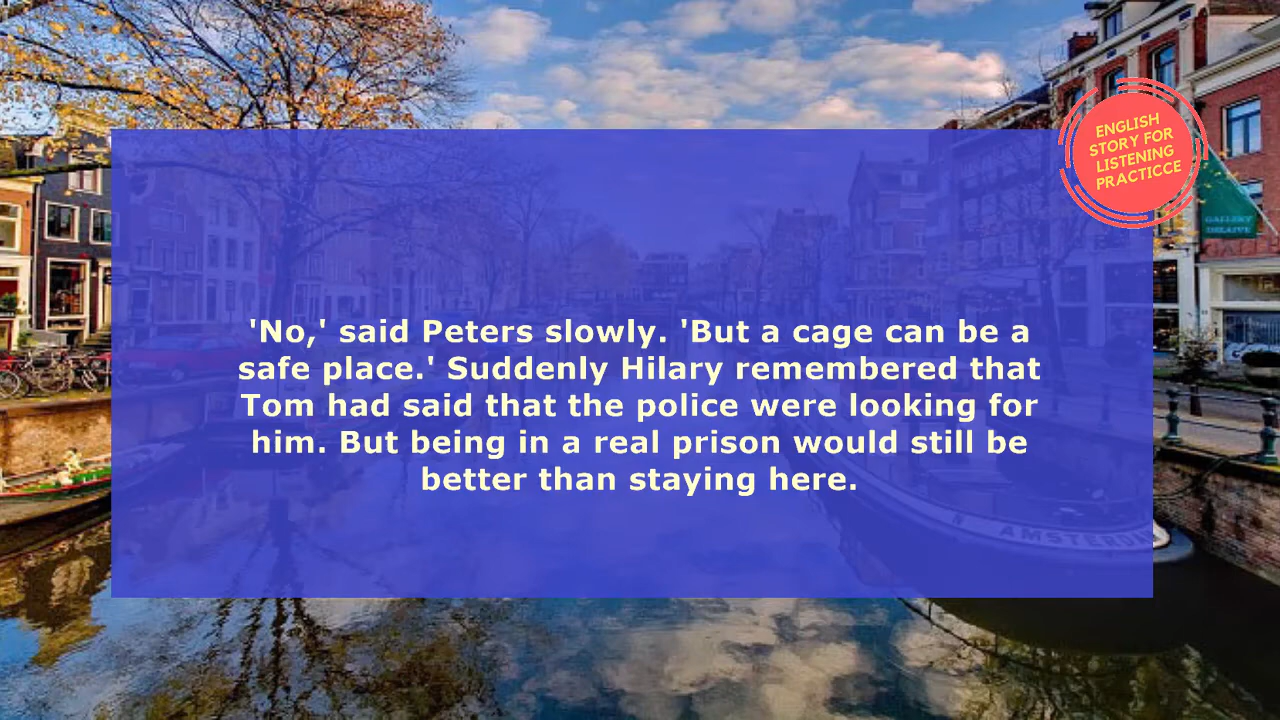 ENGLISH
STORY FOR
LISTENING
PRACTICCE
GALLERY
'No,' said Peters slowly. 'But a cage can be a
safe place.' Suddenly Hilary remembered that
Tom had said that the police were looking for
him. But being in a real prison would still be
better than staying here.